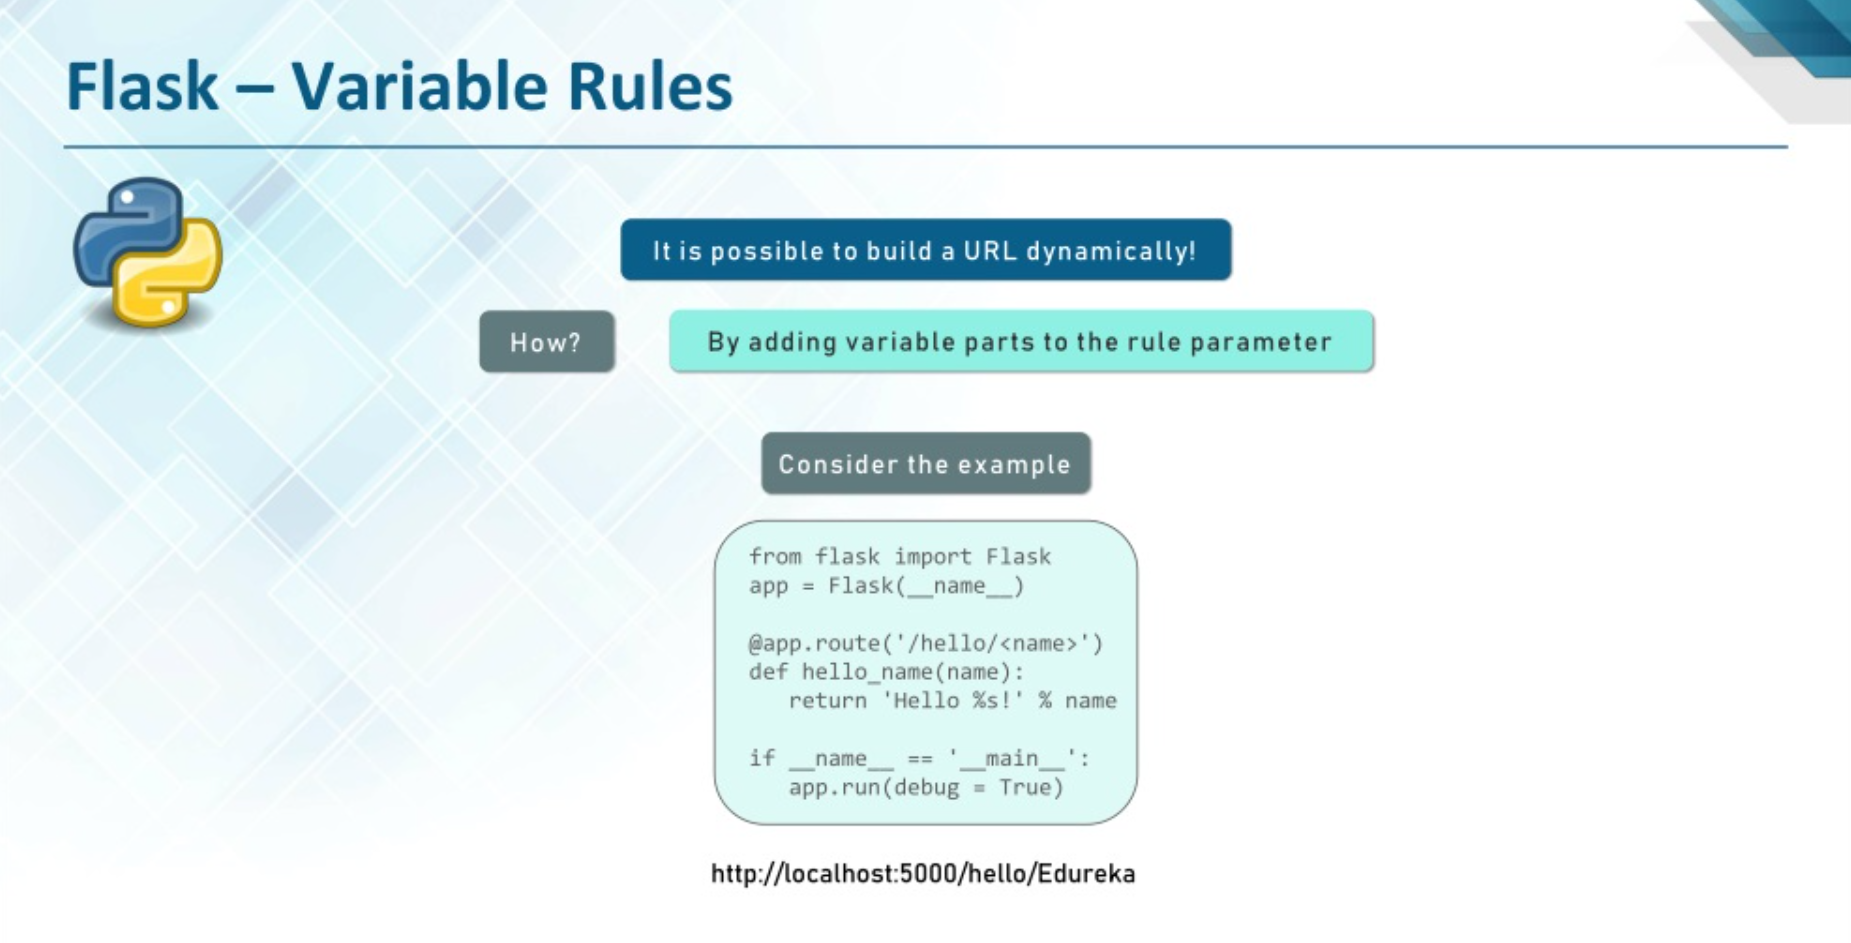 Flask – Variable Rules
It is possible to build a URL dynamically!
How?
By adding variable parts to the rule parameter
Consider the example
from flask import Flask
app = Flask(__name__)
@app.route('/hello/<name>')
def hello_name(name):
return 'Hello %s!' % name
if __name__ == '__main__':
app.run(debug = True)
http://localhost:5000/hello/Edureka